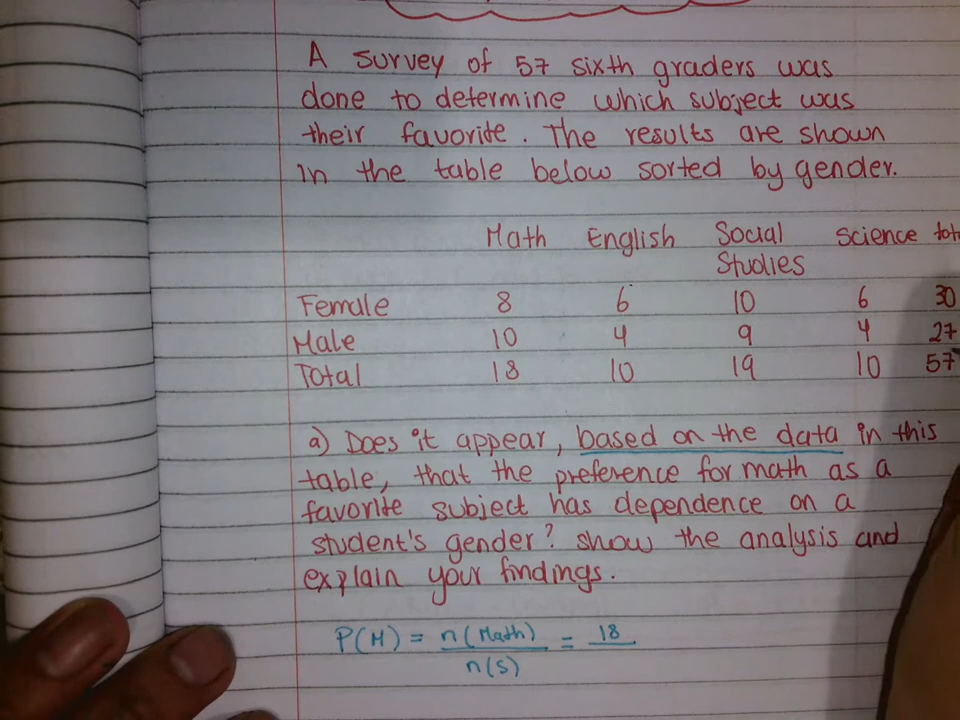 A survey of 57 sixth graders was
done to determine which subject was
their favorite. The results are shown
in the table below sorted by gender.
Math English Social Studies Science
Female 8 6 10 6 30
Male 10 4 9 4 27
Total 18 10 19 10 57
a) Does it appear, based on the data in this
table, that the preference for math as a
favorite subject has dependence on a
student's gender? show the analysis and
explain your findings.
P(M) = n(Math) / n(S) = 18